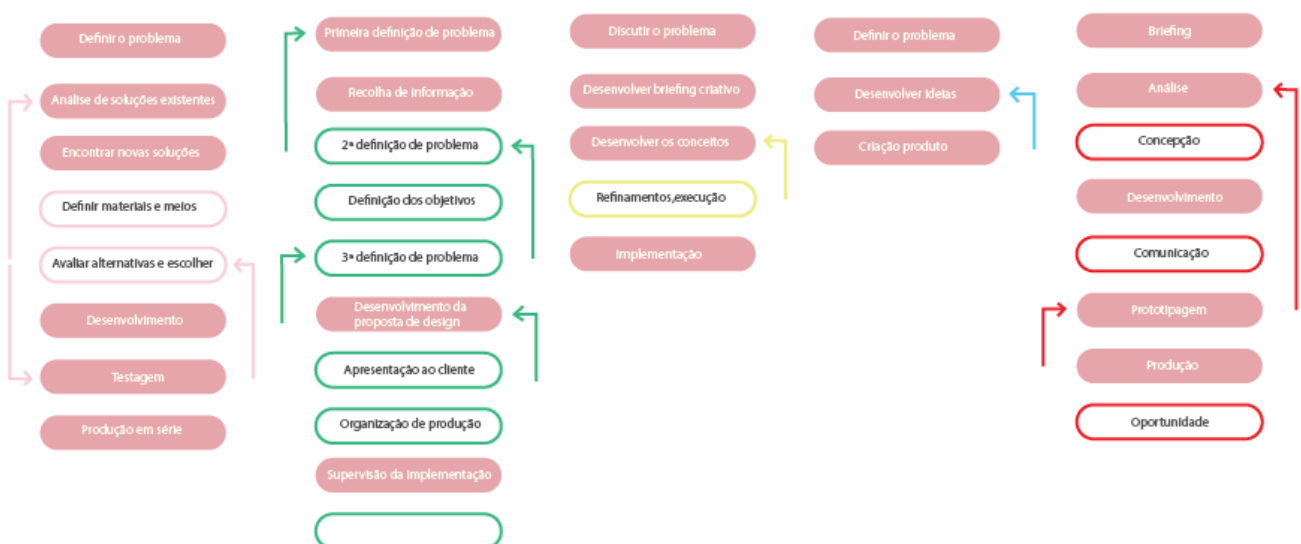 Definir o problema
Análise de soluções existentes
Encontrar novas soluções
Definir materiais e meios
Avaliar alternativas e escolher
Desenvolvimento
Testagem
Produção em série
Primeira definição de problema
Recolha de informação
2ª definição de problema
Definição dos objetivos
3ª definição de problema
Desenvolvimento da
proposta de design
Apresentação ao cliente
Organização de produção
Supervisão da implementação
Discutir o problema
Desenvolver briefing criativo
Desenvolver os conceitos
Refinamentos,execução
Implementação
Definir o problema
Desenvolver ideias
Criação produto
Briefing
Análise
Concepção
Desenvolvimento
Comunicação
Prototipagem
Produção
Oportunidade